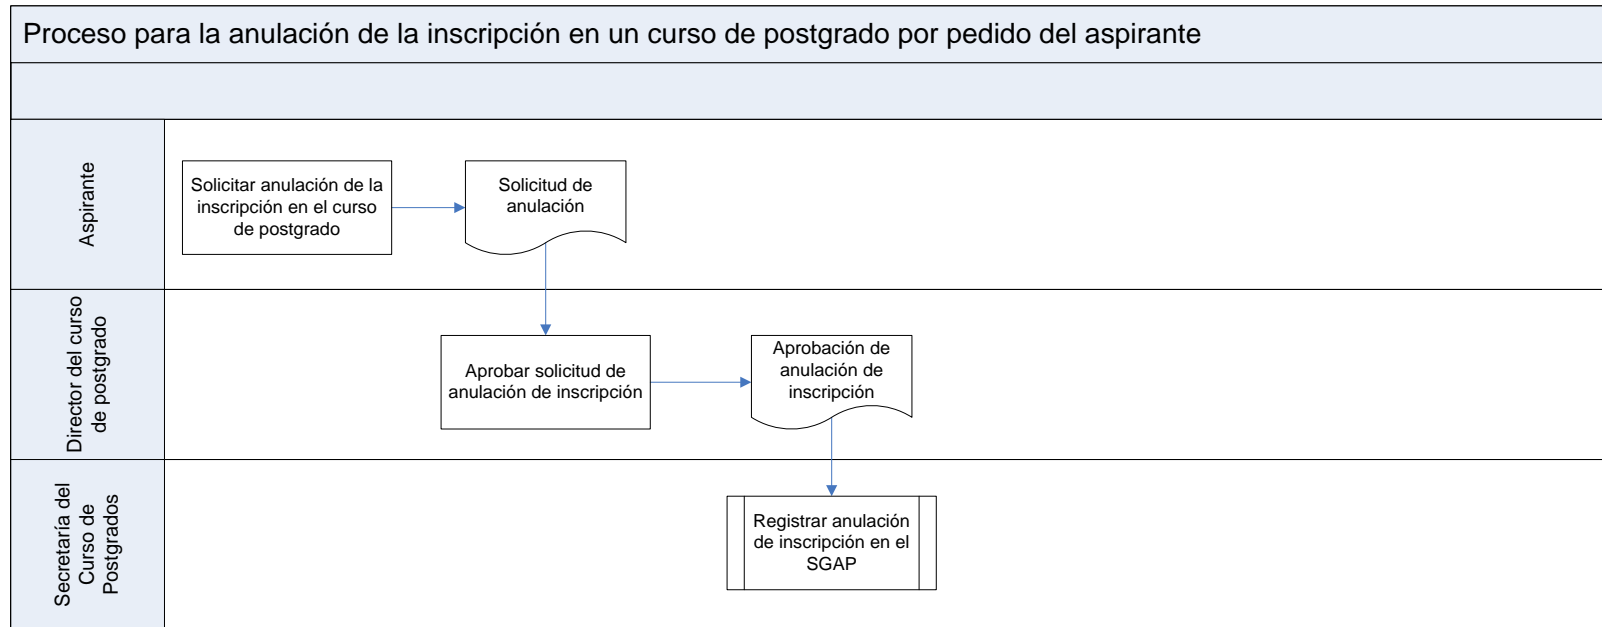 Proceso para la anulación de la inscripción en un curso de postgrado por pedido del aspirante
Aspirante
Solicitar anulación de la
inscripción en el curso
de postgrado
Solicitud de
anulación
Director del curso
de postgrado
Aprobar solicitud de
anulación de inscripción
Aprobación de
anulación de
inscripción
Secretaría del
Curso de
Postgrados
Registrar anulación
de inscripción en el
SGAP